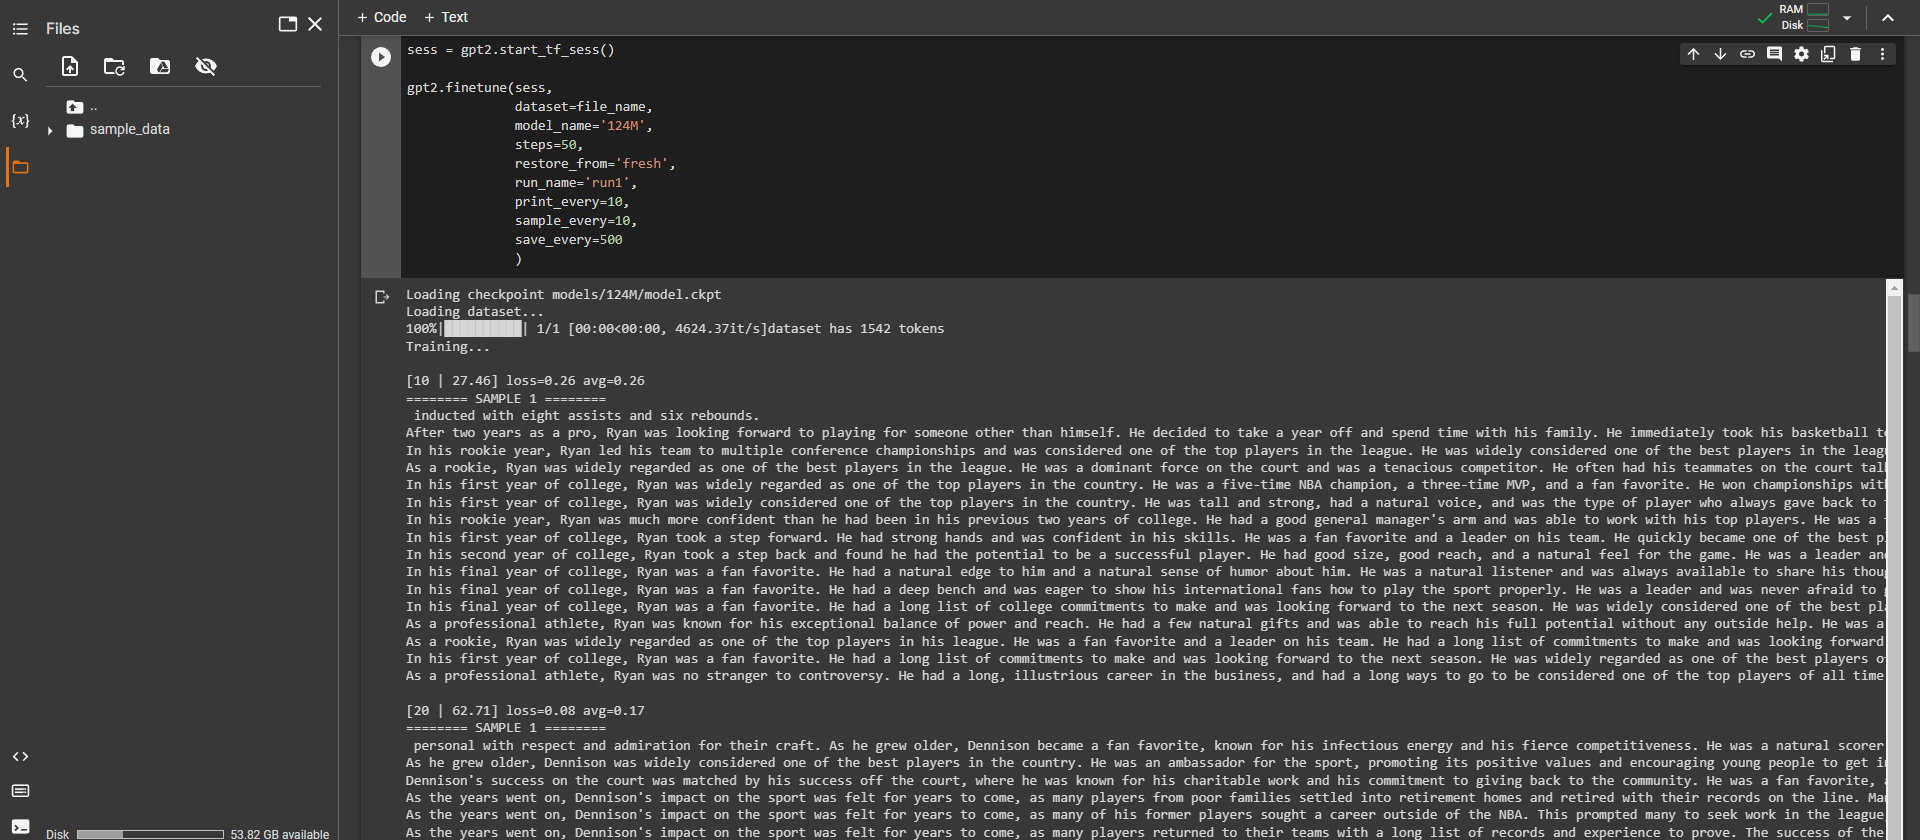 Files
..
sample_data
Disk
53.82 GB available
+ Code + Text
RAM
Disk
sess = gpt2.start_tf_sess()
gpt2.finetune(sess,
dataset=file_name,
model_name='124M',
steps=50,
restore_from='fresh',
run_name='run1',
print_every=10,
sample_every=10,
save_every=500
)
Loading checkpoint models/124M/model.ckpt
Loading dataset...
100%|██████████| 1/1 [00:00<00:00, 4624.37it/s]dataset has 1542 tokens
Training...
[10 | 27.46] loss=0.26 avg=0.26
======== SAMPLE 1 ========
inducted with eight assists and six rebounds.
After two years as a pro, Ryan was looking forward to playing for someone other than himself. He decided to take a year off and spend time with his family. He immediately took his basketball t
In his rookie year, Ryan led his team to multiple conference championships and was considered one of the top players in the league. He was widely considered one of the best players in the leag
As a rookie, Ryan was widely regarded as one of the best players in the league. He was a dominant force on the court and was a tenacious competitor. He often had his teammates on the court tal
In his first year of college, Ryan was widely regarded as one of the top players in the country. He was a five-time NBA champion, a three-time MVP, and a fan favorite. He won championships wit
In his first year of college, Ryan was widely considered one of the top players in the country. He was tall and strong, had a natural voice, and was the type of player who always gave back to
In his rookie year, Ryan was much more confident than he had been in his previous two years of college. He had a good general manager's arm and was able to work with his top players. He was a
In his first year of college, Ryan took a step forward. He had strong hands and was confident in his skills. He was a fan favorite and a leader on his team. He quickly became one of the best p
In his second year of college, Ryan took a step back and found he had the potential to be a successful player. He had good size, good reach, and a natural feel for the game. He was a leader an
In his final year of college, Ryan was a fan favorite. He had a natural edge to him and a natural sense of humor about him. He was a natural listener and was always available to share his thou
In his final year of college, Ryan was a fan favorite. He had a deep bench and was eager to show his international fans how to play the sport properly. He was a leader and was never afraid to
In his final year of college, Ryan was a fan favorite. He had a long list of college commitments to make and was looking forward to the next season. He was widely considered one of the best pl
As a professional athlete, Ryan was known for his exceptional balance of power and reach. He had a few natural gifts and was able to reach his full potential without any outside help. He was a
As a rookie, Ryan was widely regarded as one of the top players in his league. He was a fan favorite and a leader on his team. He had a long list of commitments to make and was looking forward
In his first year of college, Ryan was a fan favorite. He had a long list of commitments to make and was looking forward to the next season. He was widely regarded as one of the best players o
As a professional athlete, Ryan was no stranger to controversy. He had a long, illustrious career in the business, and had a long ways to go to be considered one of the top players of all time
[20 | 62.71] loss=0.08 avg=0.17
======== SAMPLE 1 ========
personal with respect and admiration for their craft. As he grew older, Dennison became a fan favorite, known for his infectious energy and his fierce competitiveness. He was a natural scorer
As he grew older, Dennison was widely considered one of the best players in the country. He was an ambassador for the sport, promoting its positive values and encouraging young people to get i
Dennison's success on the court was matched by his success off the court, where he was known for his charitable work and his commitment to giving back to the community. He was a fan favorite,
As the years went on, Dennison's impact on the sport was felt for years to come, as many players from poor families settled into retirement homes and retired with their records on the line. Ma
As the years went on, Dennison's impact on the sport was felt for years to come, as many of his former players sought a career outside of the NBA. This prompted many to seek work in the league
As the years went on, Dennison's impact on the sport was felt for years to come, as many players returned to their teams with a long list of records and experience to prove. The success of the